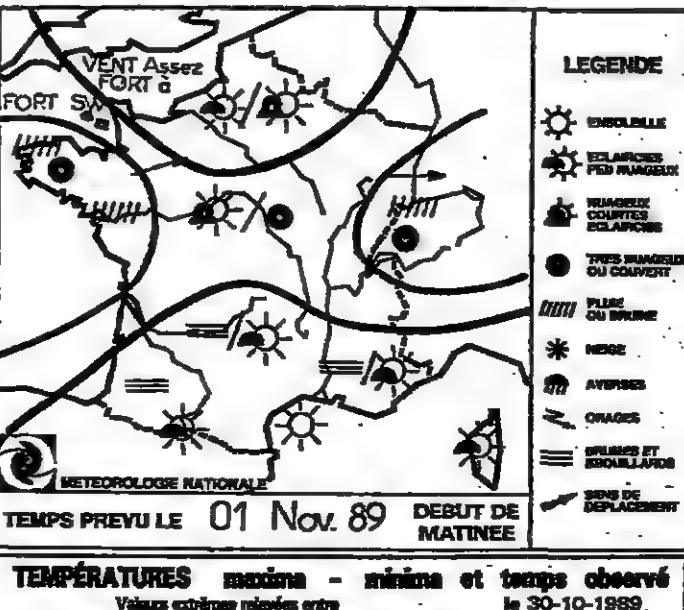 VENT Assez
FORT à
FORT SW
METEOROLOGIE NATIONALE
TEMPS PREVU LE 01 Nov. 89 DEBUT DE
MATINEE
LEGENDE
ENSOLEILLE
ECLAIRCIES
PEU NUAGEUX
NUAGEUX
COURTES
ECLAIRCIES
TRES NUAGEUX
OU COUVERT
PLUIE
OU BRUINE
NEIGE
AVERSES
ORAGES
BRUMES ET
BROUILLARDS
SENS DE
DEPLACEMENT
TEMPÉRATURES maxima - minima et temps observé
Valeurs extrêmes relevées entre le 30-10-1989